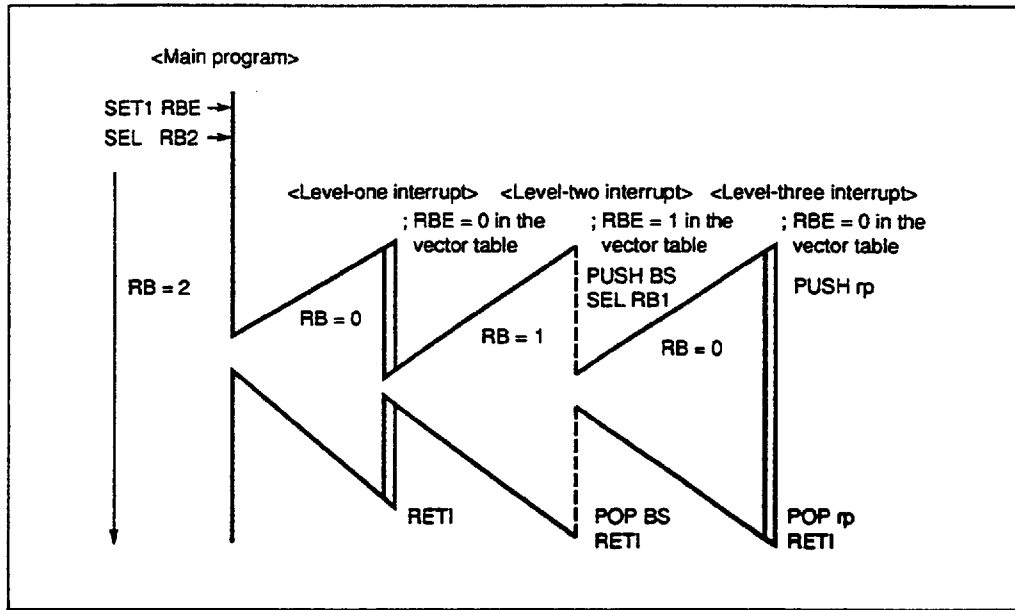 <Main program>
SET1 RBE
SEL RB2
<Level-one interrupt> <Level-two interrupt> <Level-three interrupt>
; RBE = 0 in the vector table
; RBE = 1 in the vector table
; RBE = 0 in the vector table
PUSH BS
SEL RB1
PUSH rp
RB = 2
RB = 0
RB = 1
RB = 0
RETI
POP BS
RETI
POP rp
RETI